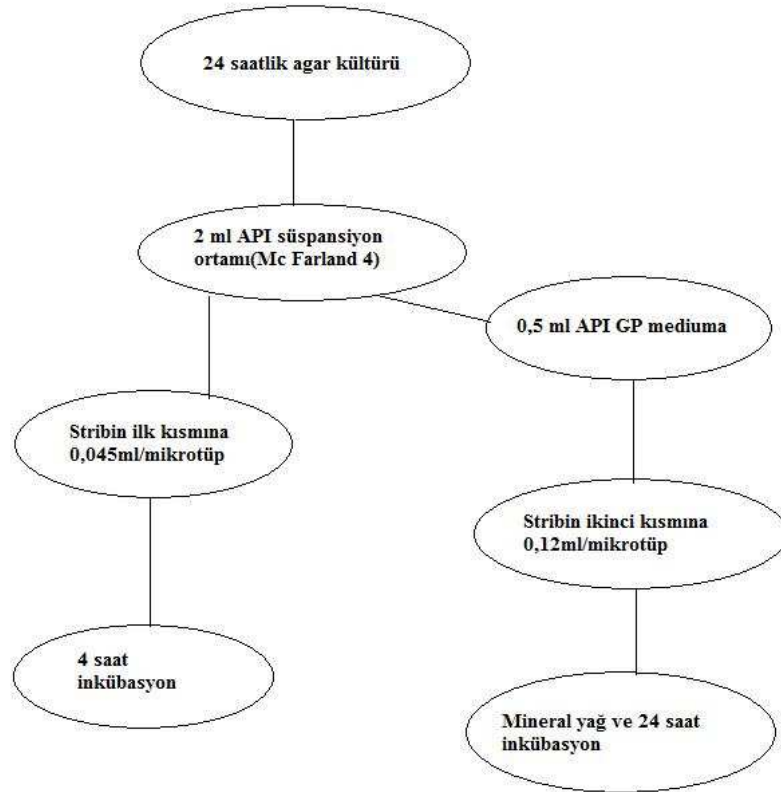 24 saatlik agar kültürü
2 ml API süspansiyon
ortamı(Mc Farland 4)
0,5 ml API GP mediuma
Stribin ilk kısmına
0,045ml/mikrotüp
Stribin ikinci kısmına
0,12ml/mikrotüp
4 saat
inkübasyon
Mineral yağ ve 24 saat
inkübasyon